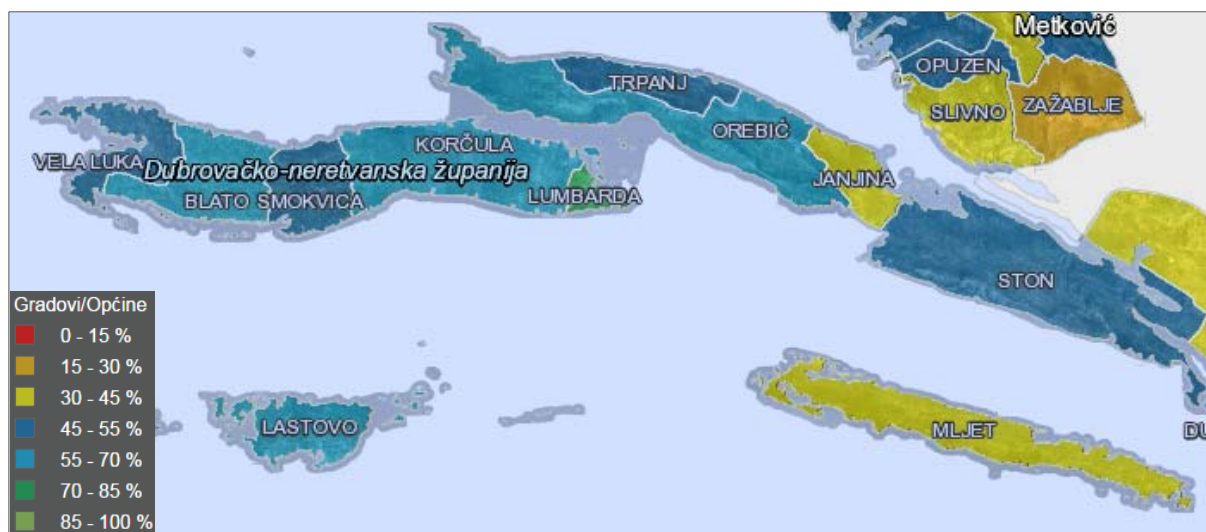 Metković
OPUZEN
TRPANJ
SLIVNO
ZAŽABLJE
OREBIĆ
KORČULA
VELA LUKA
Dubrovačko-neretvanska županija
JANJINA
BLATO
SMOKVICA
LUMBARDA
STON
LASTOVO
MLJET
DU
Gradovi/Općine
0 - 15 %
15 - 30 %
30 - 45 %
45 - 55 %
55 - 70 %
70 - 85 %
85 - 100 %